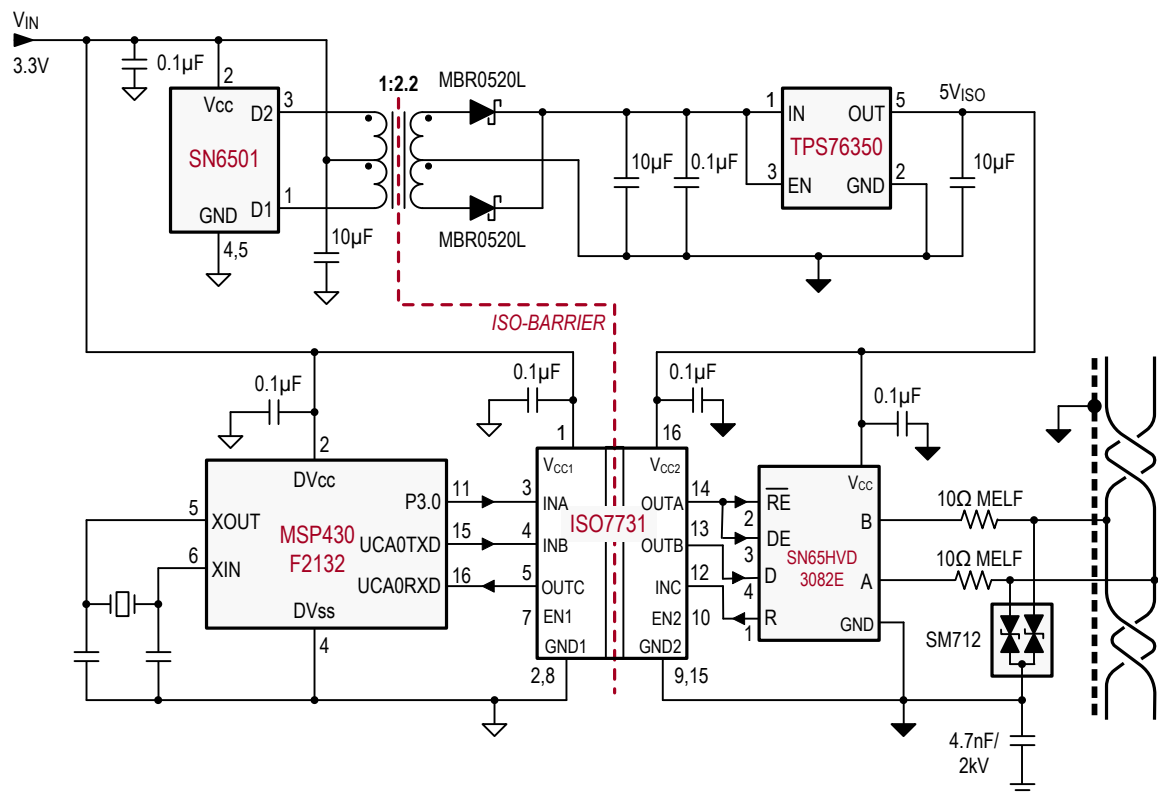 VIN
3.3V
0.1µF
2
Vcc
D2
3
SN6501
D1
1
GND
4,5
10µF
1:2.2
MBR0520L
MBR0520L
10µF
0.1µF
1
IN
OUT
5
TPS76350
3
EN
GND
2
5VISO
10µF
ISO-BARRIER
0.1µF
2
DVcc
5
XOUT
P3.0
11
MSP430
F2132
UCA0TXD
15
6
XIN
UCA0RXD
16
DVss
4
0.1µF
1
VCC1
3
INA
4
INB
5
OUTC
7
EN1
GND1
2,8
ISO7731
0.1µF
16
VCC2
OUTA
14
OUTB
13
INC
12
EN2
10
GND2
9,15
0.1µF
VCC
RE
2
DE
3
D
4
R
1
SN65HVD
3082E
B
A
GND
10Ω MELF
10Ω MELF
SM712
4.7nF/
2kV